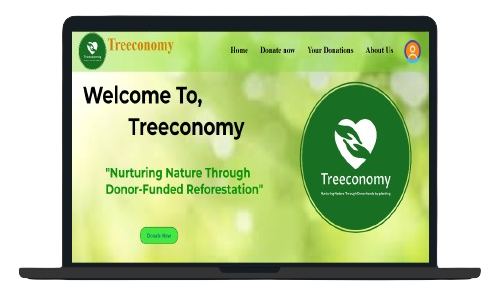 Treeconomy
Home Donate now Your Donations About Us
Welcome To,
Treeconomy
"Nurturing Nature Through
Donor-Funded Reforestation"
Donate Now
Treeconomy